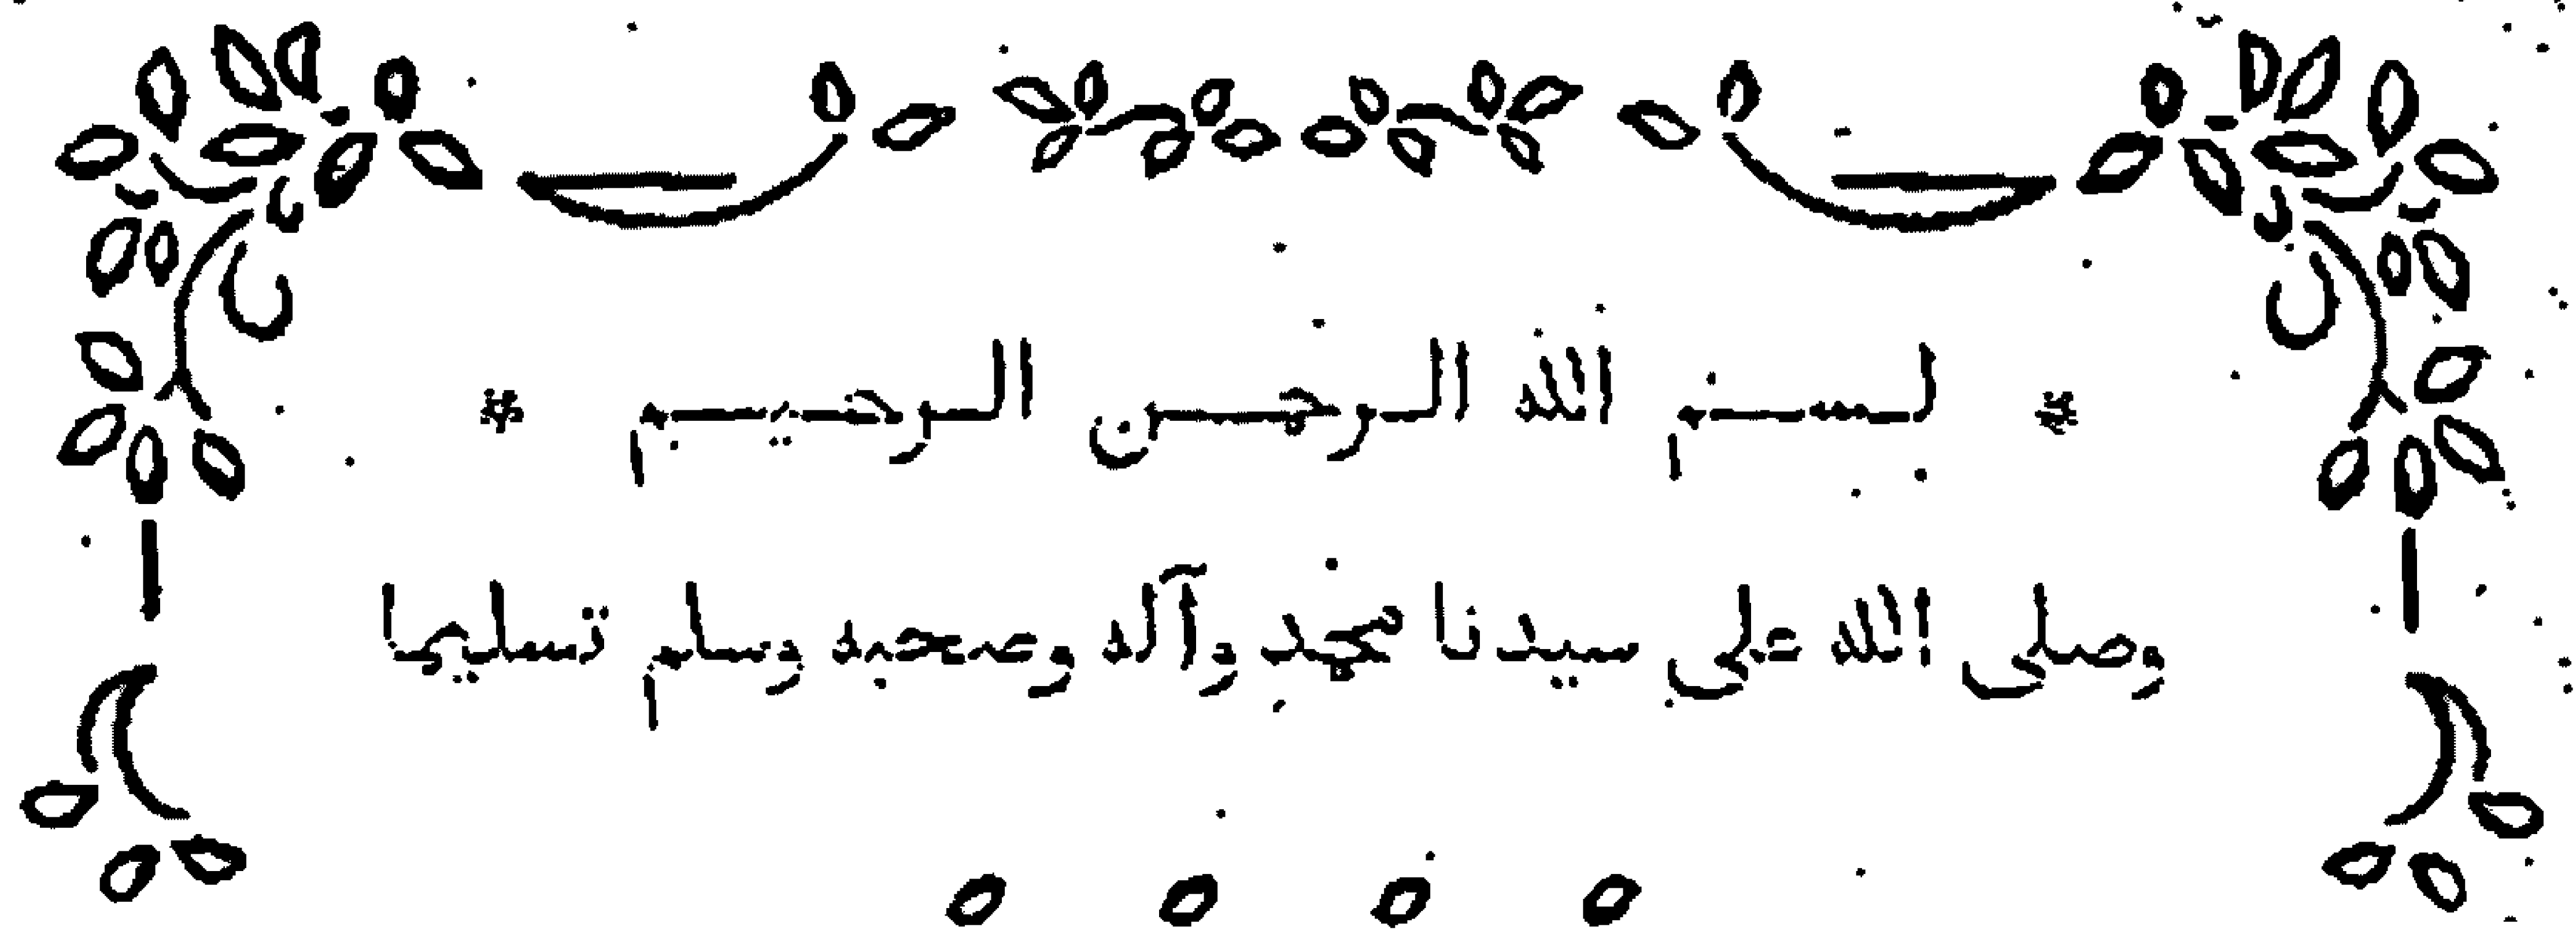 * بسم الله الرحمن الرحيم *
وصلى الله على سيدنا محمد وآله وصحبه وسلم تسليما